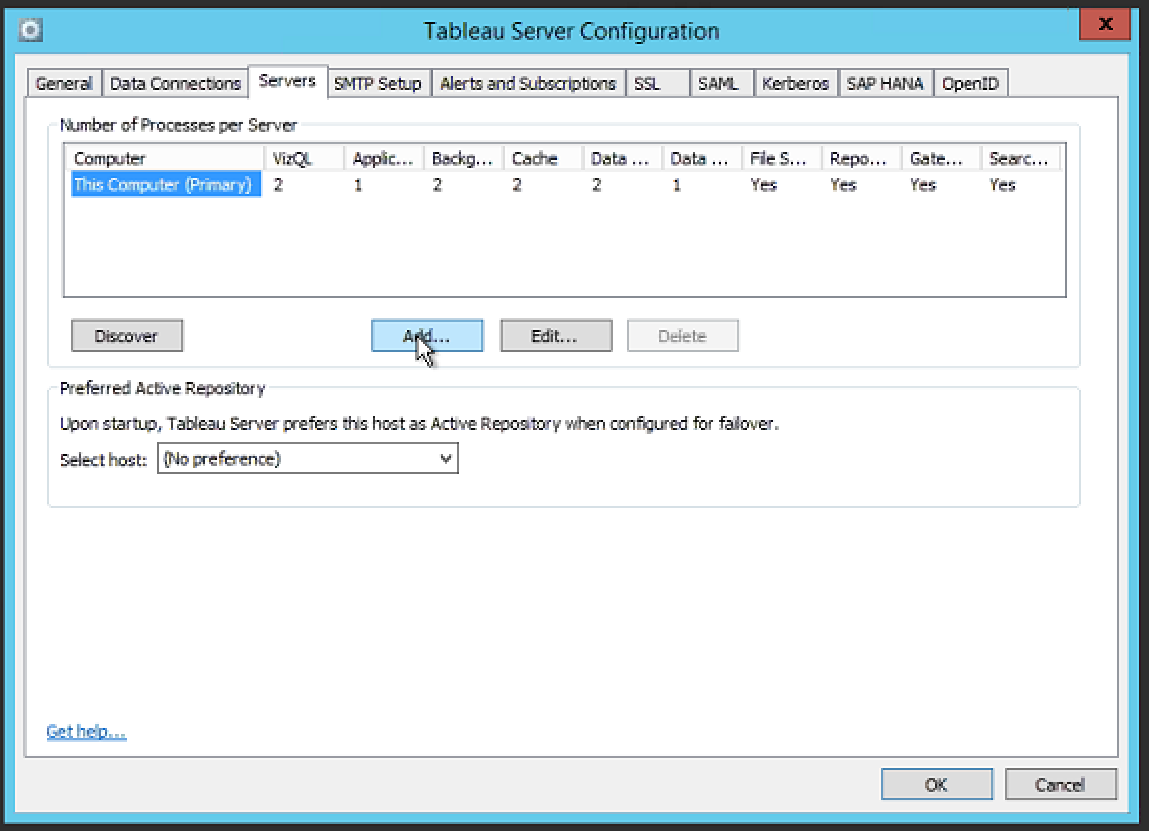 Tableau Server Configuration
x
General Data Connections Servers SMTP Setup Alerts and Subscriptions SSL SAML Kerberos SAP HANA OpenID
Number of Processes per Server
Computer VizQL Applic... Backg... Cache Data ... Data ... File S... Repo... Gate... Searc...
This Computer (Primary) 2 1 2 2 2 1 Yes Yes Yes Yes
Discover Add... Edit... Delete
Preferred Active Repository
Upon startup, Tableau Server prefers this host as Active Repository when configured for failover.
Select host: (No preference)
Get help...
OK Cancel